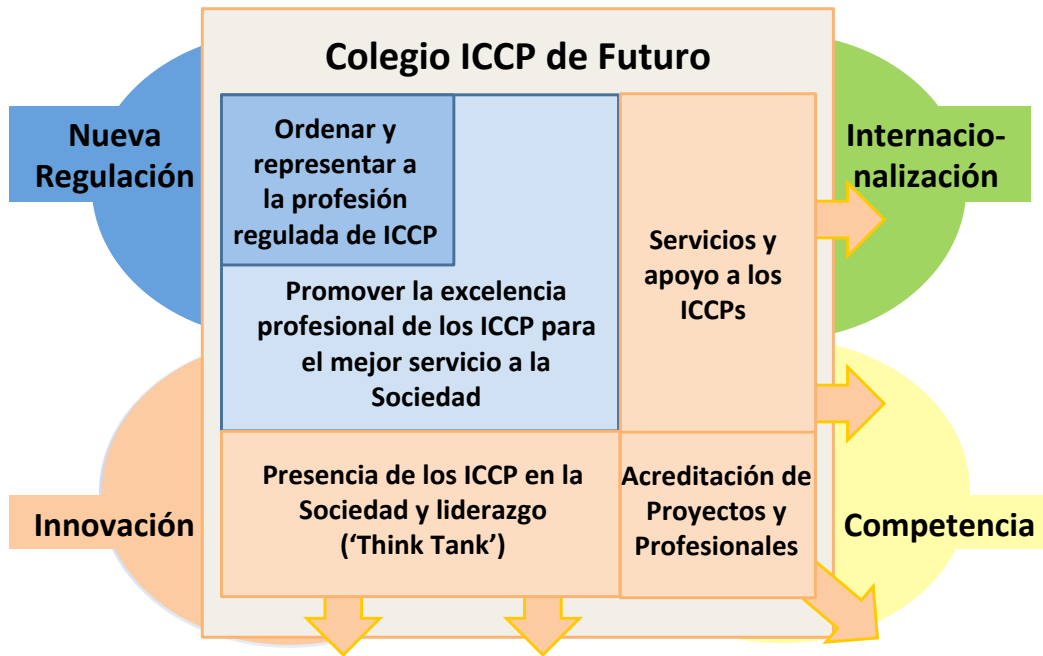 Colegio ICCP de Futuro
Nueva
Regulación
Ordenar y
representar a
la profesión
regulada de ICCP
Promover la excelencia
profesional de los ICCP para
el mejor servicio a la
Sociedad
Servicios y
apoyo a los
ICCPs
Internacio-
nalización
Innovación
Presencia de los ICCP en la
Sociedad y liderazgo
(‘Think Tank’)
Acreditación de
Proyectos y
Profesionales
Competencia